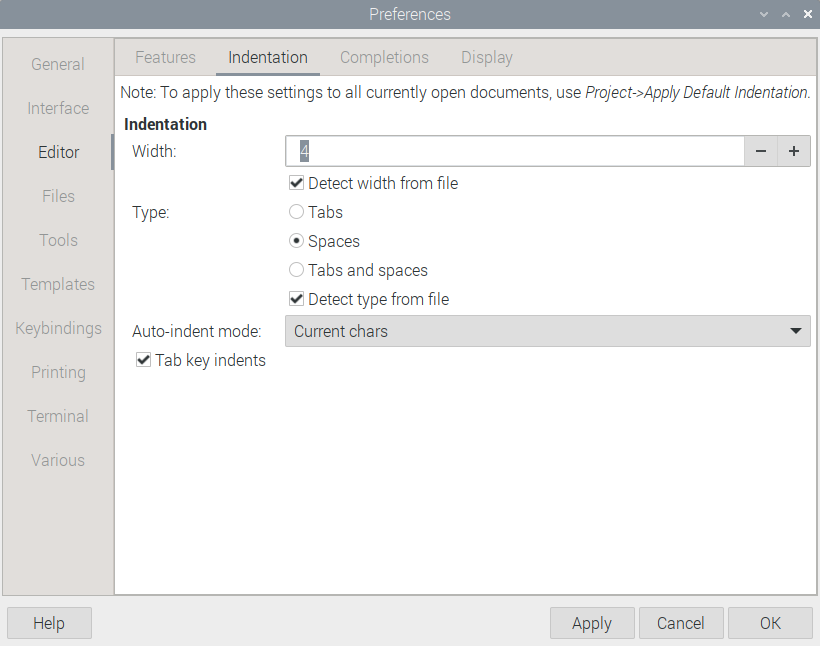 Preferences
General
Interface
Editor
Files
Tools
Templates
Keybindings
Printing
Terminal
Various
Features Indentation Completions Display
Note: To apply these settings to all currently open documents, use Project->Apply Default Indentation.
Indentation
Width: 4
Detect width from file
Type:
Tabs
Spaces
Tabs and spaces
Detect type from file
Auto-indent mode: Current chars
Tab key indents
Help Apply Cancel OK